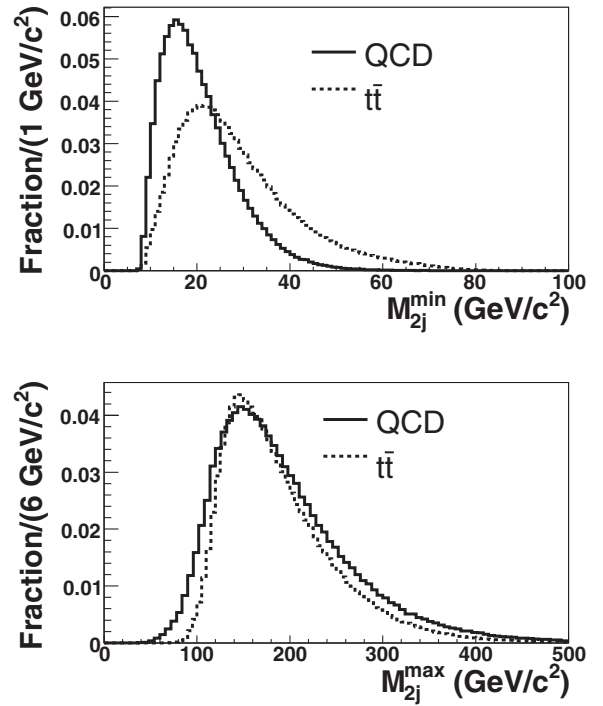 Fraction/(1 GeV/c²)
0.06
0.05
0.04
0.03
0.02
0.01
0
QCD
tt̄
0 20 40 60 80 100
M₂ⱼᵐⁱⁿ (GeV/c²)
Fraction/(6 GeV/c²)
0.04
0.03
0.02
0.01
0
QCD
tt̄
0 100 200 300 400 500
M₂ⱼᵐᵃˣ (GeV/c²)